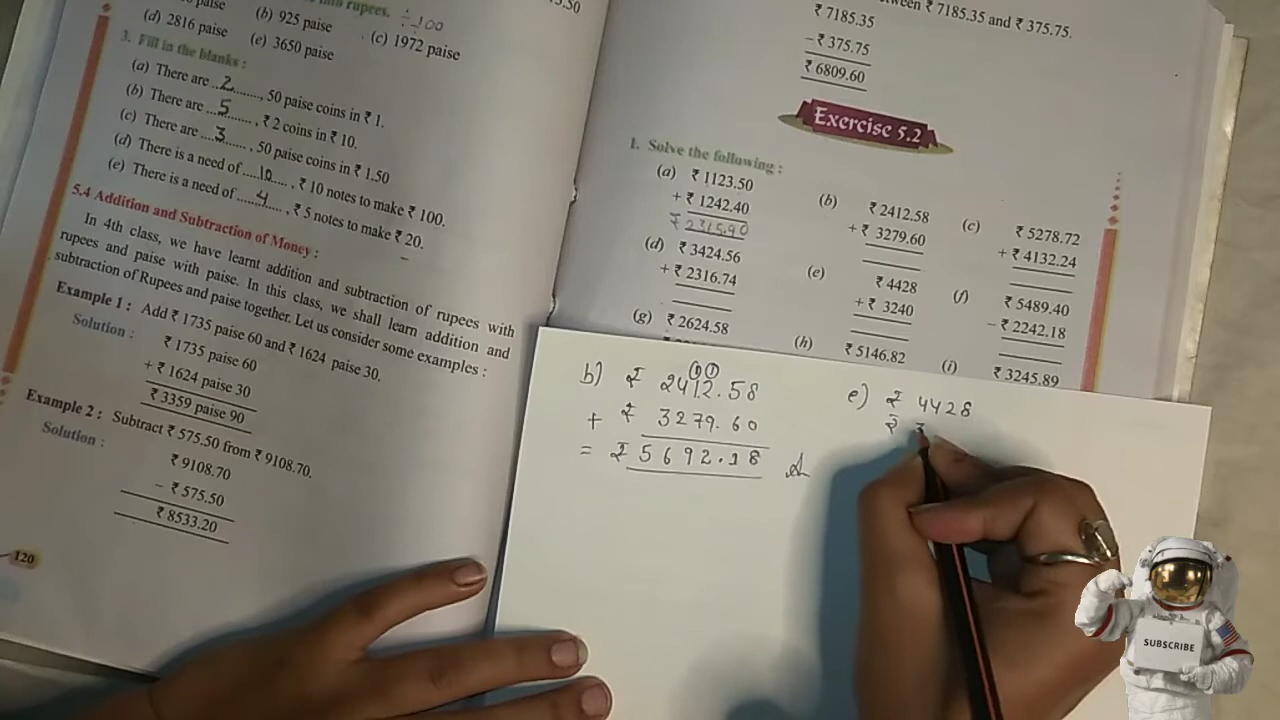 into rupees. ÷100
(b) 925 paise
(c) 1972 paise
(d) 2816 paise
(e) 3650 paise
3. Fill in the blanks :
(a) There are ..2........, 50 paise coins in ₹ 1.
(b) There are ...5...... , ₹ 2 coins in ₹ 10.
(c) There are ....3...... , 50 paise coins in ₹ 1.50
(d) There is a need of .....10..... , ₹ 10 notes to make ₹ 100.
(e) There is a need of .....4..... , ₹ 5 notes to make ₹ 20.
5.4 Addition and Subtraction of Money :
In 4th class, we have learnt addition and subtraction of rupees with
rupees and paise with paise. In this class, we shall learn addition and
subtraction of Rupees and paise together. Let us consider some examples :
Example 1 : Add ₹ 1735 paise 60 and ₹ 1624 paise 30.
Solution :
₹ 1735 paise 60
+ ₹ 1624 paise 30
₹ 3359 paise 90
Example 2 : Subtract ₹ 575.50 from ₹ 9108.70.
Solution :
₹ 9108.70
− ₹ 575.50
₹ 8533.20
120
₹ 7185.35 and ₹ 375.75.
₹ 7185.35
− ₹ 375.75
₹ 6809.60
Exercise 5.2
1. Solve the following :
(a) ₹ 1123.50
+ ₹ 1242.40
(b) ₹ 2412.58
+ ₹ 3279.60
(c) ₹ 5278.72
+ ₹ 4132.24
(d) ₹ 3424.56
+ ₹ 2316.74
(e) ₹ 4428
+ ₹ 3240
(f) ₹ 5489.40
− ₹ 2242.18
(g) ₹ 2624.58
(h) ₹ 5146.82
(i) ₹ 3245.89
b) ₹ 2412.58
+ ₹ 3279.60
= ₹ 5692.18
e) ₹ 4428
₹ 3
SUBSCRIBE